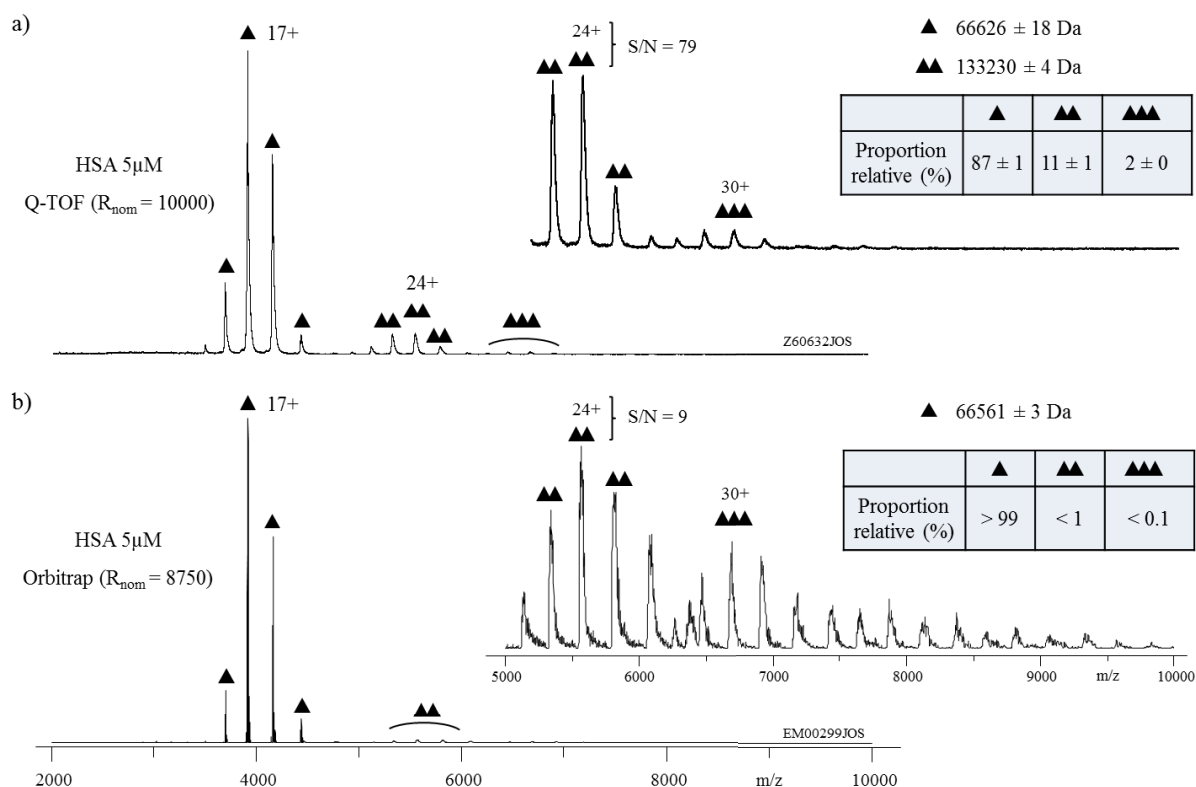 a)
▲ 17+
24+
▲▲ ▲▲ S/N = 79
▲ 66626 ± 18 Da
▲▲ 133230 ± 4 Da
▲ ▲▲ ▲▲▲
Proportion relative (%) 87 ± 1 11 ± 1 2 ± 0
HSA 5µM
Q-TOF (Rnom = 10000)
▲
▲▲
30+
▲▲▲
▲
24+
▲ ▲▲ ▲▲ ▲▲ ▲▲▲
Z60632JOS
b)
▲ 17+
24+
▲▲ S/N = 9
▲ 66561 ± 3 Da
▲ ▲▲ ▲▲▲
Proportion relative (%) > 99 < 1 < 0.1
HSA 5µM
Orbitrap (Rnom = 8750)
▲
▲▲ ▲▲
30+
▲▲▲
5000 6000 7000 8000 9000 m/z 10000
▲ ▲ ▲▲
EM00299JOS
2000 4000 6000 8000 m/z 10000